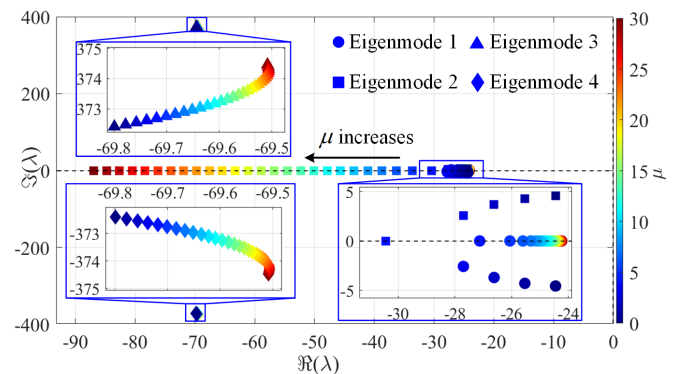 400
200
0
-200
-400
ℑ(λ)
-90 -80 -70 -60 -50 -40 -30 -20 -10 0
ℜ(λ)
Eigenmode 1
Eigenmode 3
Eigenmode 2
Eigenmode 4
μ increases
375
374
373
-69.8 -69.7 -69.6 -69.5
-69.8 -69.7 -69.6 -69.5
-373
-374
-375
5
0
-5
-30 -28 -27 -26 -24
30
25
20
15
10
5
0
μ